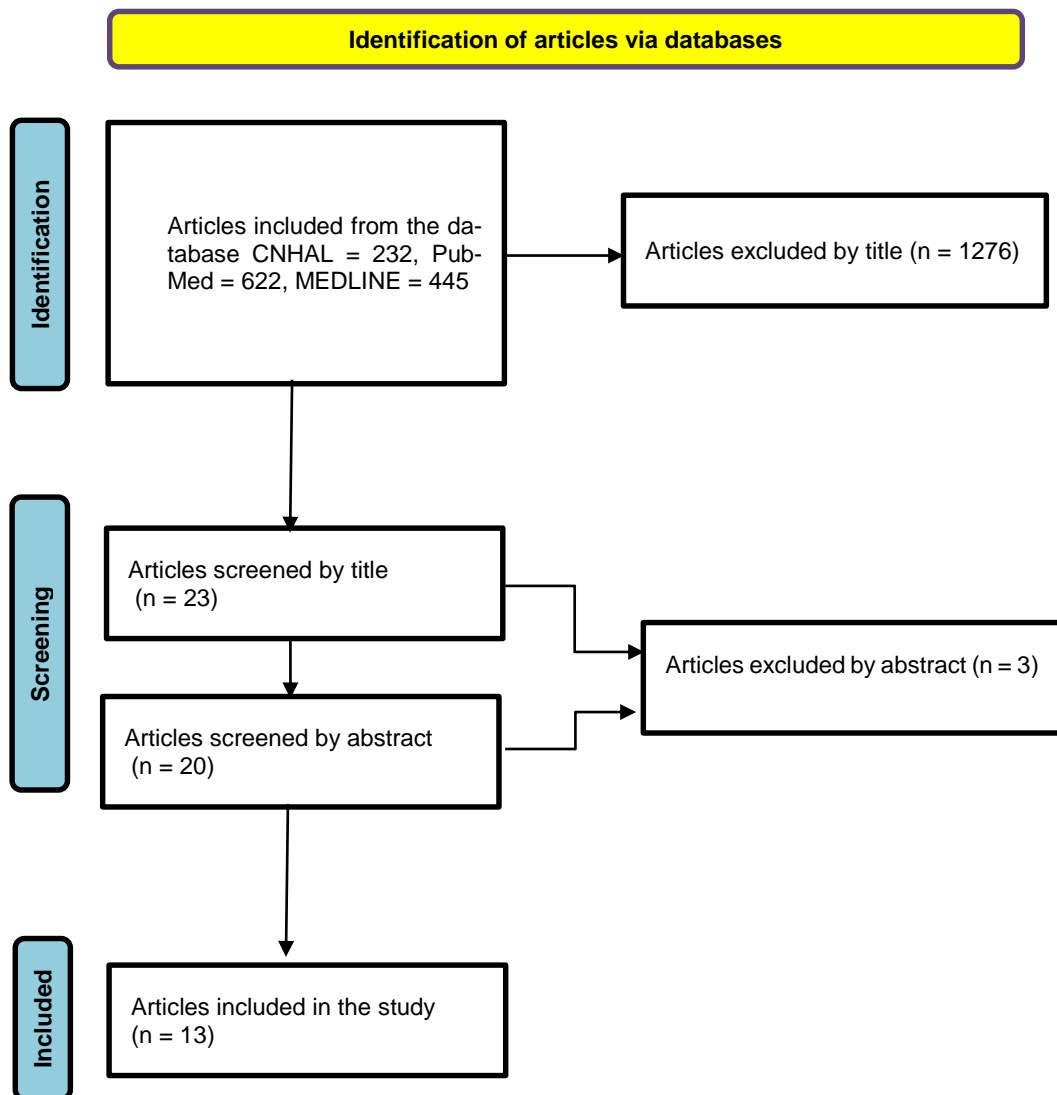 Identification of articles via databases
Identification
Articles included from the da-
tabase CNHAL = 232, Pub-
Med = 622, MEDLINE = 445
Articles excluded by title (n = 1276)
Screening
Articles screened by title
(n = 23)
Articles excluded by abstract (n = 3)
Articles screened by abstract
(n = 20)
Included
Articles included in the study
(n = 13)